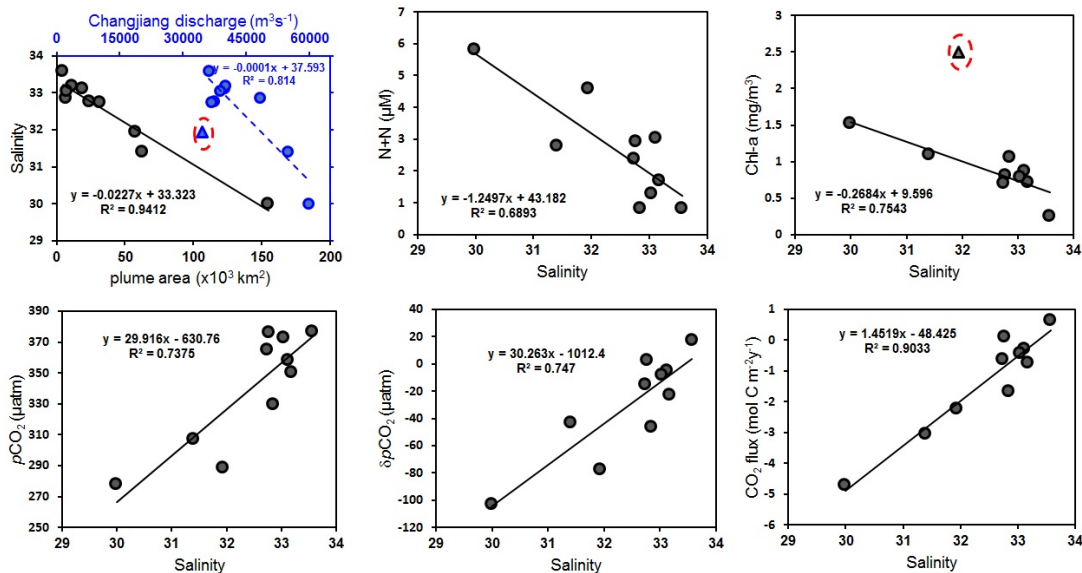 Changjiang discharge (m³s⁻¹)
0 20000 40000 60000
34
33
32
31
30
29
Salinity
y = -0.0001x + 37.593
R² = 0.814
y = -0.0227x + 33.323
R² = 0.9412
0 50 100 150 200
plume area (x10³ km²)
7
6
5
4
3
2
1
0
N+N (µM)
y = -1.2497x + 43.182
R² = 0.6893
29 30 31 32 33 34
Salinity
3.0
2.5
2.0
1.5
1.0
0.5
0.0
Chl-a (mg/m³)
y = -0.2684x + 9.596
R² = 0.7543
29 30 31 32 33 34
Salinity
390
370
350
330
310
290
270
250
pCO₂ (µatm)
y = 29.916x - 630.76
R² = 0.7375
29 30 31 32 33 34
Salinity
40
20
0
-20
-40
-60
-80
-100
-120
δpCO₂ (µatm)
y = 30.263x - 1012.4
R² = 0.747
29 30 31 32 33 34
Salinity
1
0
-1
-2
-3
-4
-5
-6
CO₂ flux (mol C m⁻²y⁻¹)
y = 1.4519x - 48.425
R² = 0.9033
29 30 31 32 33 34
Salinity